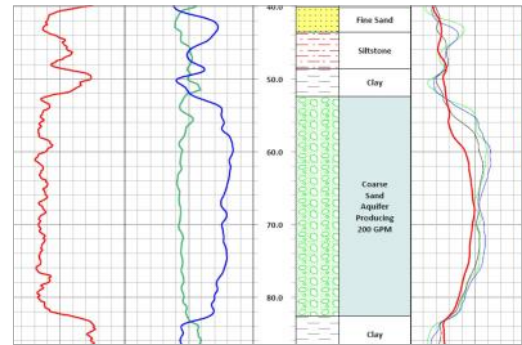 40.0
Fine Sand
Siltstone
50.0
Clay
60.0
Coarse
Sand
Aquifer
Producing
200 GPM
70.0
80.0
Clay